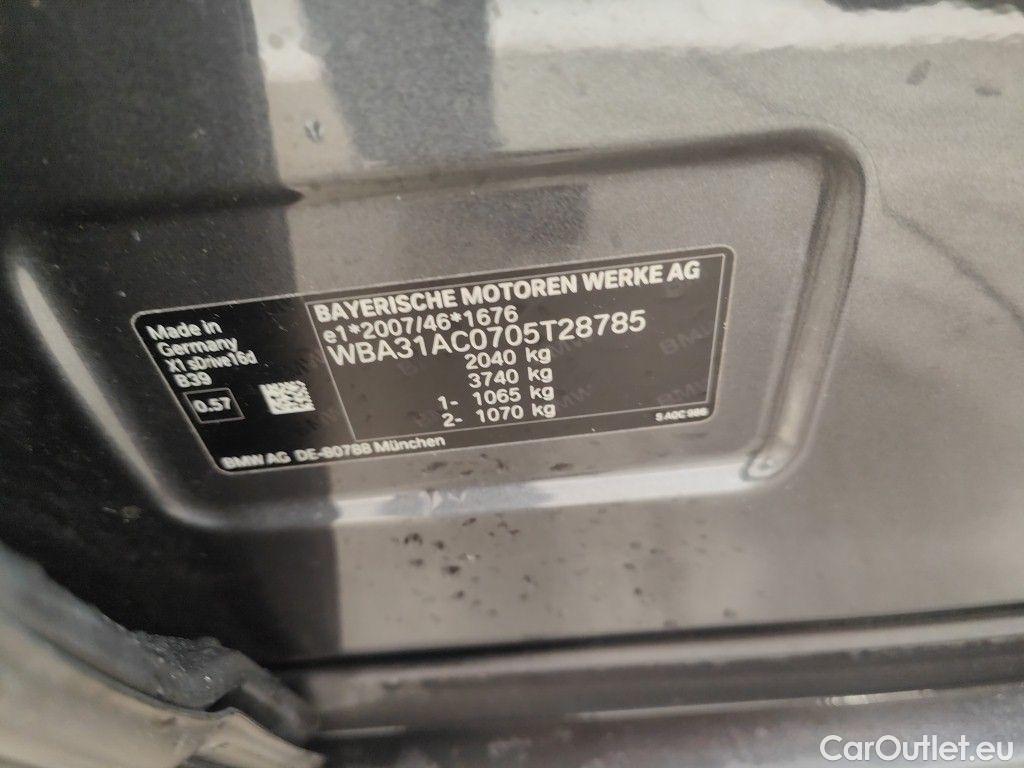 BAYERISCHE MOTOREN WERKE AG
e1*2007/46*1676
WBA31AC0705T28785
2040 kg
3740 kg
1- 1065 kg
2- 1070 kg
Made in
Germany
X1 sDrive16d
B39
0.57
BMW AG DE-80788 München
CarOutlet.eu